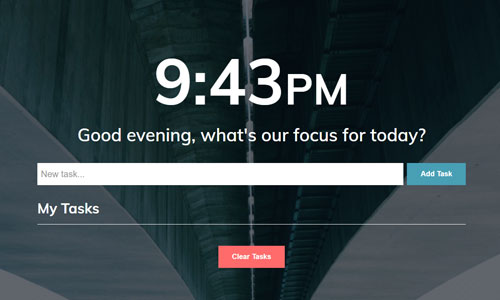 9:43PM
Good evening, what's our focus for today?
New task...
Add Task
My Tasks
Clear Tasks